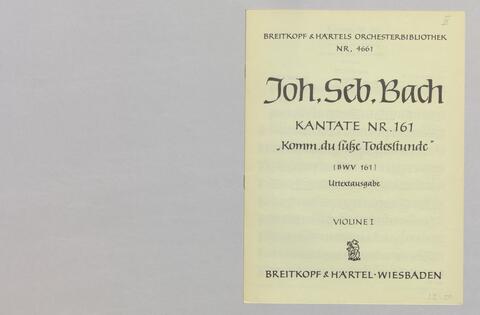 BREITKOPF & HÄRTELS ORCHESTERBIBLIOTHEK
NR. 4661
Joh. Seb. Bach
KANTATE NR. 161
„Komm, du süße Todesstunde"
(BWV 161)
Urtextausgabe
VIOLINE I
BREITKOPF & HÄRTEL · WIESBADEN